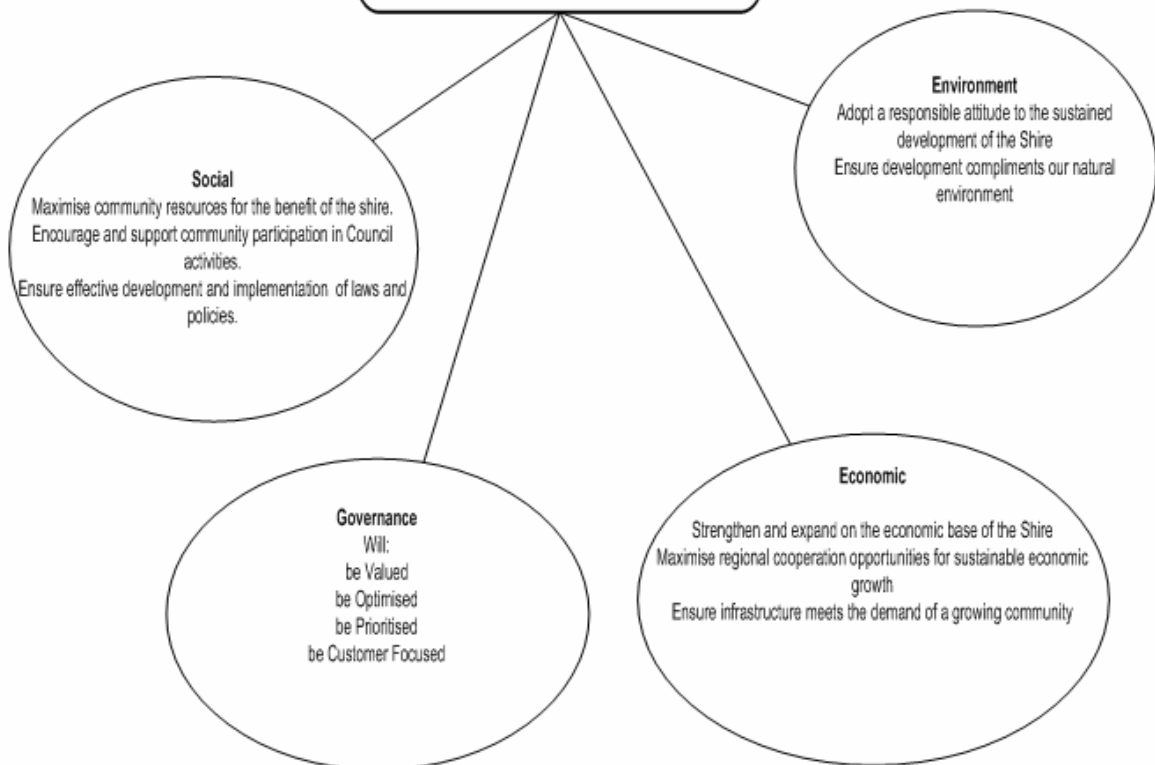 Environment
Adopt a responsible attitude to the sustained
development of the Shire
Ensure development compliments our natural
environment
Social
Maximise community resources for the benefit of the shire.
Encourage and support community participation in Council
activities.
Ensure effective development and implementation of laws and
policies.
Governance
Will:
be Valued
be Optimised
be Prioritised
be Customer Focused
Economic
Strengthen and expand on the economic base of the Shire
Maximise regional cooperation opportunities for sustainable economic
growth
Ensure infrastructure meets the demand of a growing community